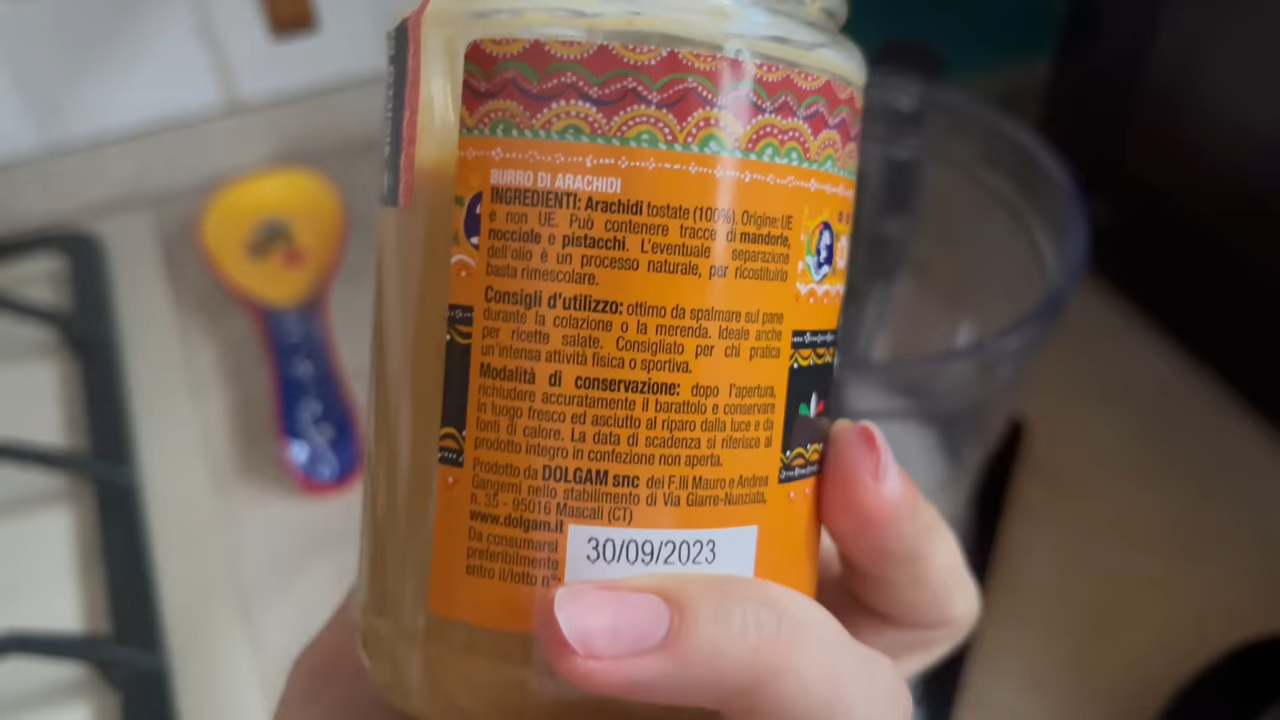 BURRO DI ARACHIDI
INGREDIENTI: Arachidi tostate (100%). Origine: UE
e non UE. Può contenere tracce di mandorle,
nocciole e pistacchi. L'eventuale separazione
dell'olio è un processo naturale, per ricostituirlo
basta rimescolare.
Consigli d'utilizzo: ottimo da spalmare sul pane
durante la colazione o la merenda. Ideale anche
per ricette salate. Consigliato per chi pratica
un'intensa attività fisica o sportiva.
Modalità di conservazione: dopo l'apertura,
richiudere accuratamente il barattolo e conservare
in luogo fresco ed asciutto al riparo dalla luce e da
fonti di calore. La data di scadenza si riferisce al
prodotto integro in confezione non aperta.
Prodotto da DOLGAM snc dei F.lli Mauro e Andrea
Gangemi nello stabilimento di Via Giarre-Nunziata,
n. 35 - 95016 Mascali (CT)
www.dolgam.it
Da consumarsi
preferibilmente
entro il/lotto n°:
30/09/2023